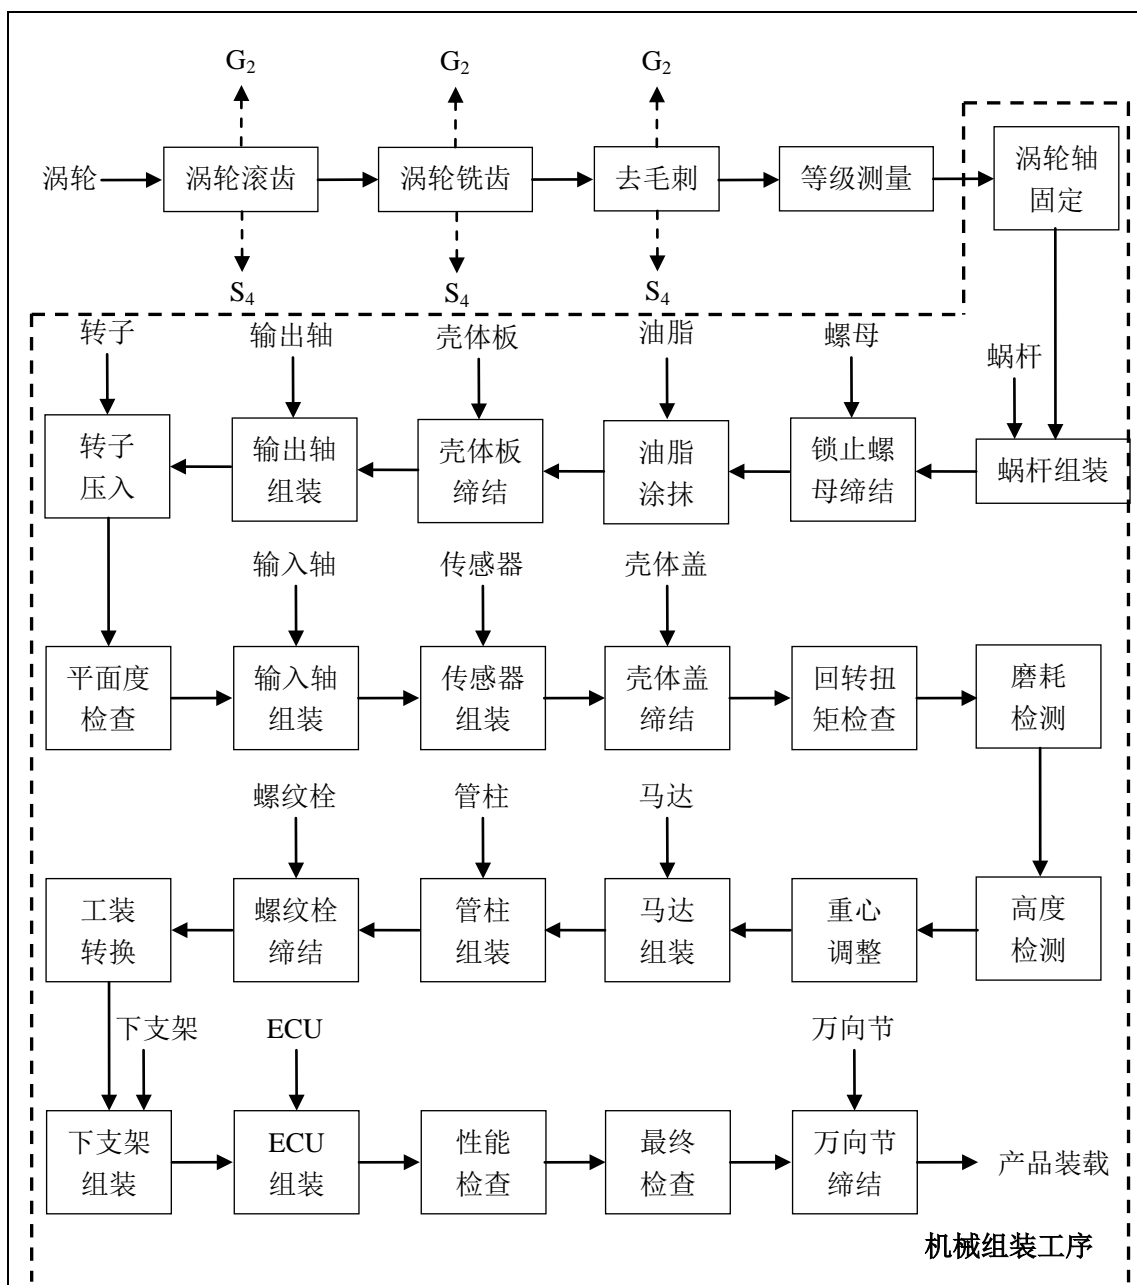 G₂ G₂ G₂
涡轮 涡轮滚齿 涡轮铣齿 去毛刺 等级测量 涡轮轴
固定
S₄ S₄ S₄
转子 输出轴 壳体板 油脂 螺母 蜗杆
转子 输出轴 壳体板 油脂 锁止螺 蜗杆组装
压入 组装 缔结 涂抹 母缔结
输入轴 传感器 壳体盖
平面度 输入轴 传感器 壳体盖 回转扭 磨耗
检查 组装 组装 缔结 矩检查 检测
螺纹栓 管柱 马达
工装 螺纹栓 管柱 马达 重心 高度
转换 缔结 组装 组装 调整 检测
下支架 ECU 万向节
下支架 ECU 性能 最终 万向节 产品装载
组装 组装 检查 检查 缔结
机械组装工序